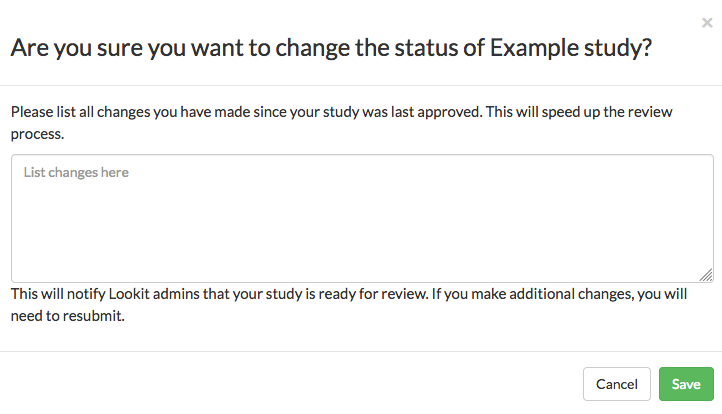 ×
Are you sure you want to change the status of Example study?
Please list all changes you have made since your study was last approved. This will speed up the review
process.
List changes here
This will notify Lookit admins that your study is ready for review. If you make additional changes, you will
need to resubmit.
Cancel Save